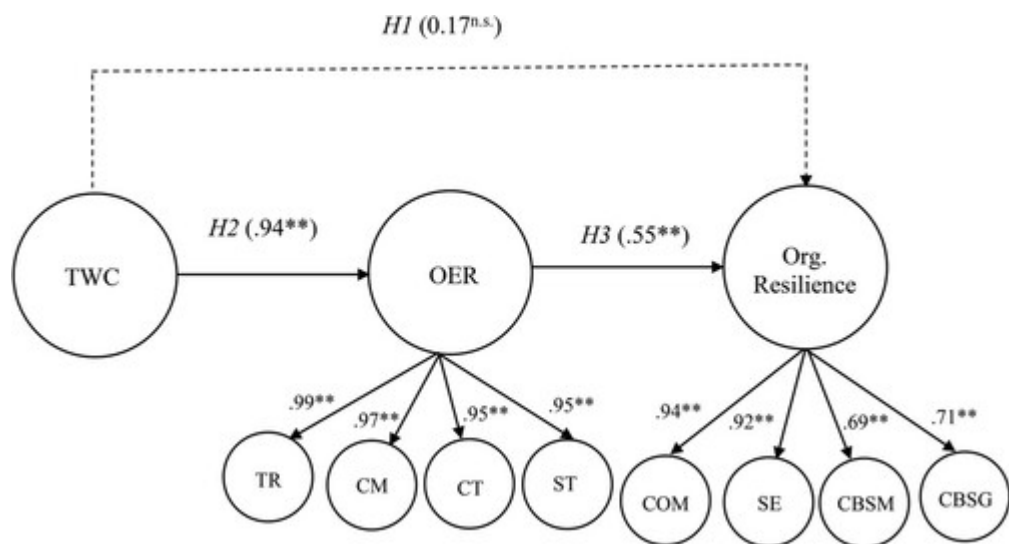 H1 (0.17n.s.)
H2 (.94**)
H3 (.55**)
TWC
OER
Org.
Resilience
.99**
.97**
.95**
.95**
.94**
.92**
.69**
.71**
TR
CM
CT
ST
COM
SE
CBSM
CBSG